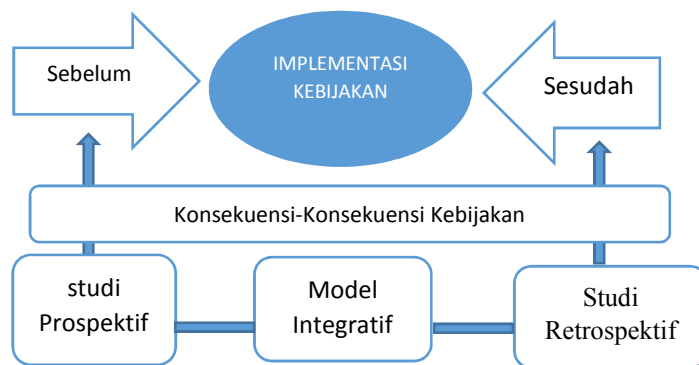 Sebelum
IMPLEMENTASI
KEBIJAKAN
Sesudah
Konsekuensi-Konsekuensi Kebijakan
studi
Prospektif
Model
Integratif
Studi
Retrospektif